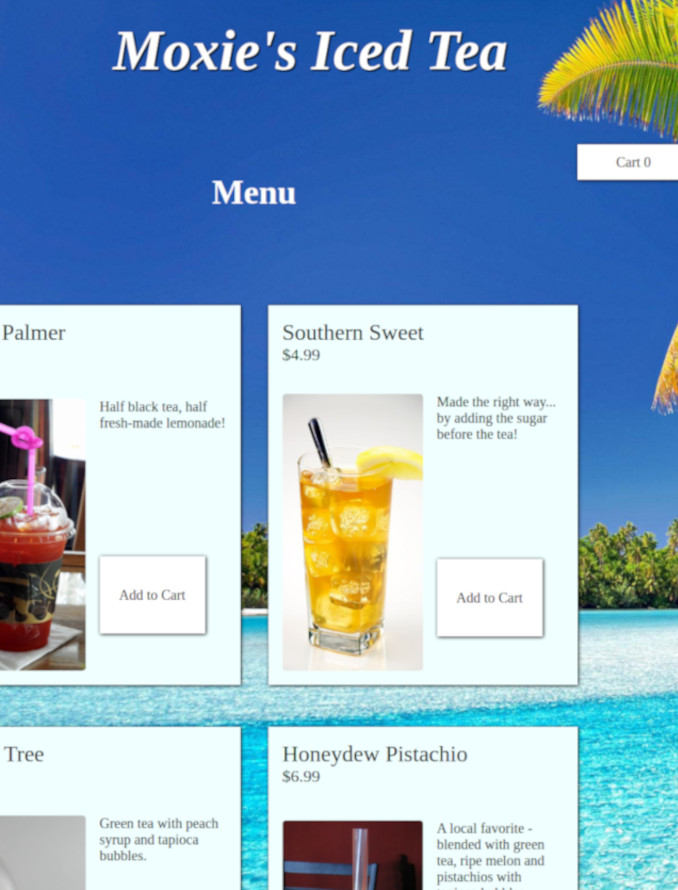 Moxie's Iced Tea
Cart 0
Menu
Palmer
Half black tea, half
fresh-made lemonade!
Add to Cart
Southern Sweet
$4.99
Made the right way...
by adding the sugar
before the tea!
Add to Cart
Tree
Green tea with peach
syrup and tapioca
bubbles.
Honeydew Pistachio
$6.99
A local favorite -
blended with green
tea, ripe melon and
pistachios with